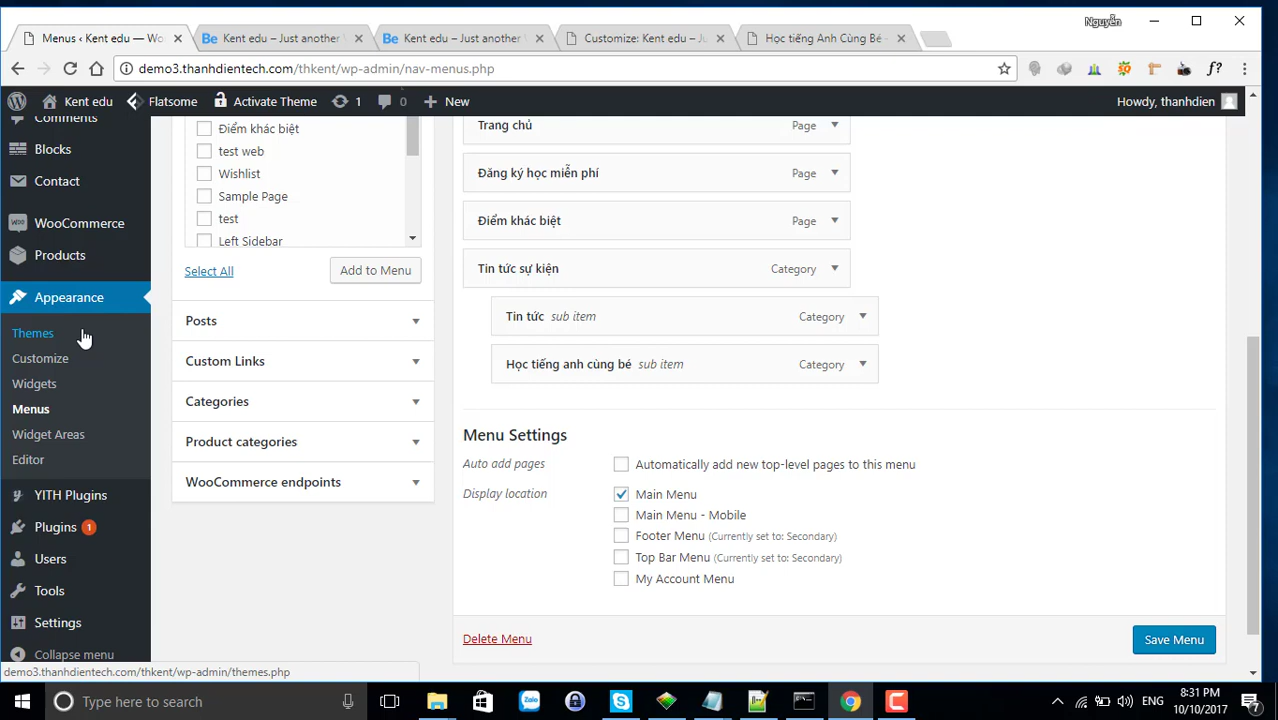 Nguyễn
Menus ‹ Kent edu — Wo
Kent edu – Just another
Kent edu – Just another
Customize: Kent edu – Ju
Học tiếng Anh Cùng Bé
demo3.thanhdientech.com/thkent/wp-admin/nav-menus.php
Kent edu
Flatsome
Activate Theme
1
0
New
Howdy, thanhdien
Comments
Blocks
Contact
WooCommerce
Products
Appearance
Themes
Customize
Widgets
Menus
Widget Areas
Editor
YITH Plugins
Plugins 1
Users
Tools
Settings
Collapse menu
Điểm khác biệt
test web
Wishlist
Sample Page
test
Left Sidebar
Select All
Add to Menu
Posts
Custom Links
Categories
Product categories
WooCommerce endpoints
Trang chủ Page
Đăng ký học miễn phí Page
Điểm khác biệt Page
Tin tức sự kiện Category
Tin tức sub item Category
Học tiếng anh cùng bé sub item Category
Menu Settings
Auto add pages Automatically add new top-level pages to this menu
Display location Main Menu
Main Menu - Mobile
Footer Menu (Currently set to: Secondary)
Top Bar Menu (Currently set to: Secondary)
My Account Menu
Delete Menu
Save Menu
demo3.thanhdientech.com/thkent/wp-admin/themes.php
Type here to search
Zalo
ENG
8:31 PM
10/10/2017
7